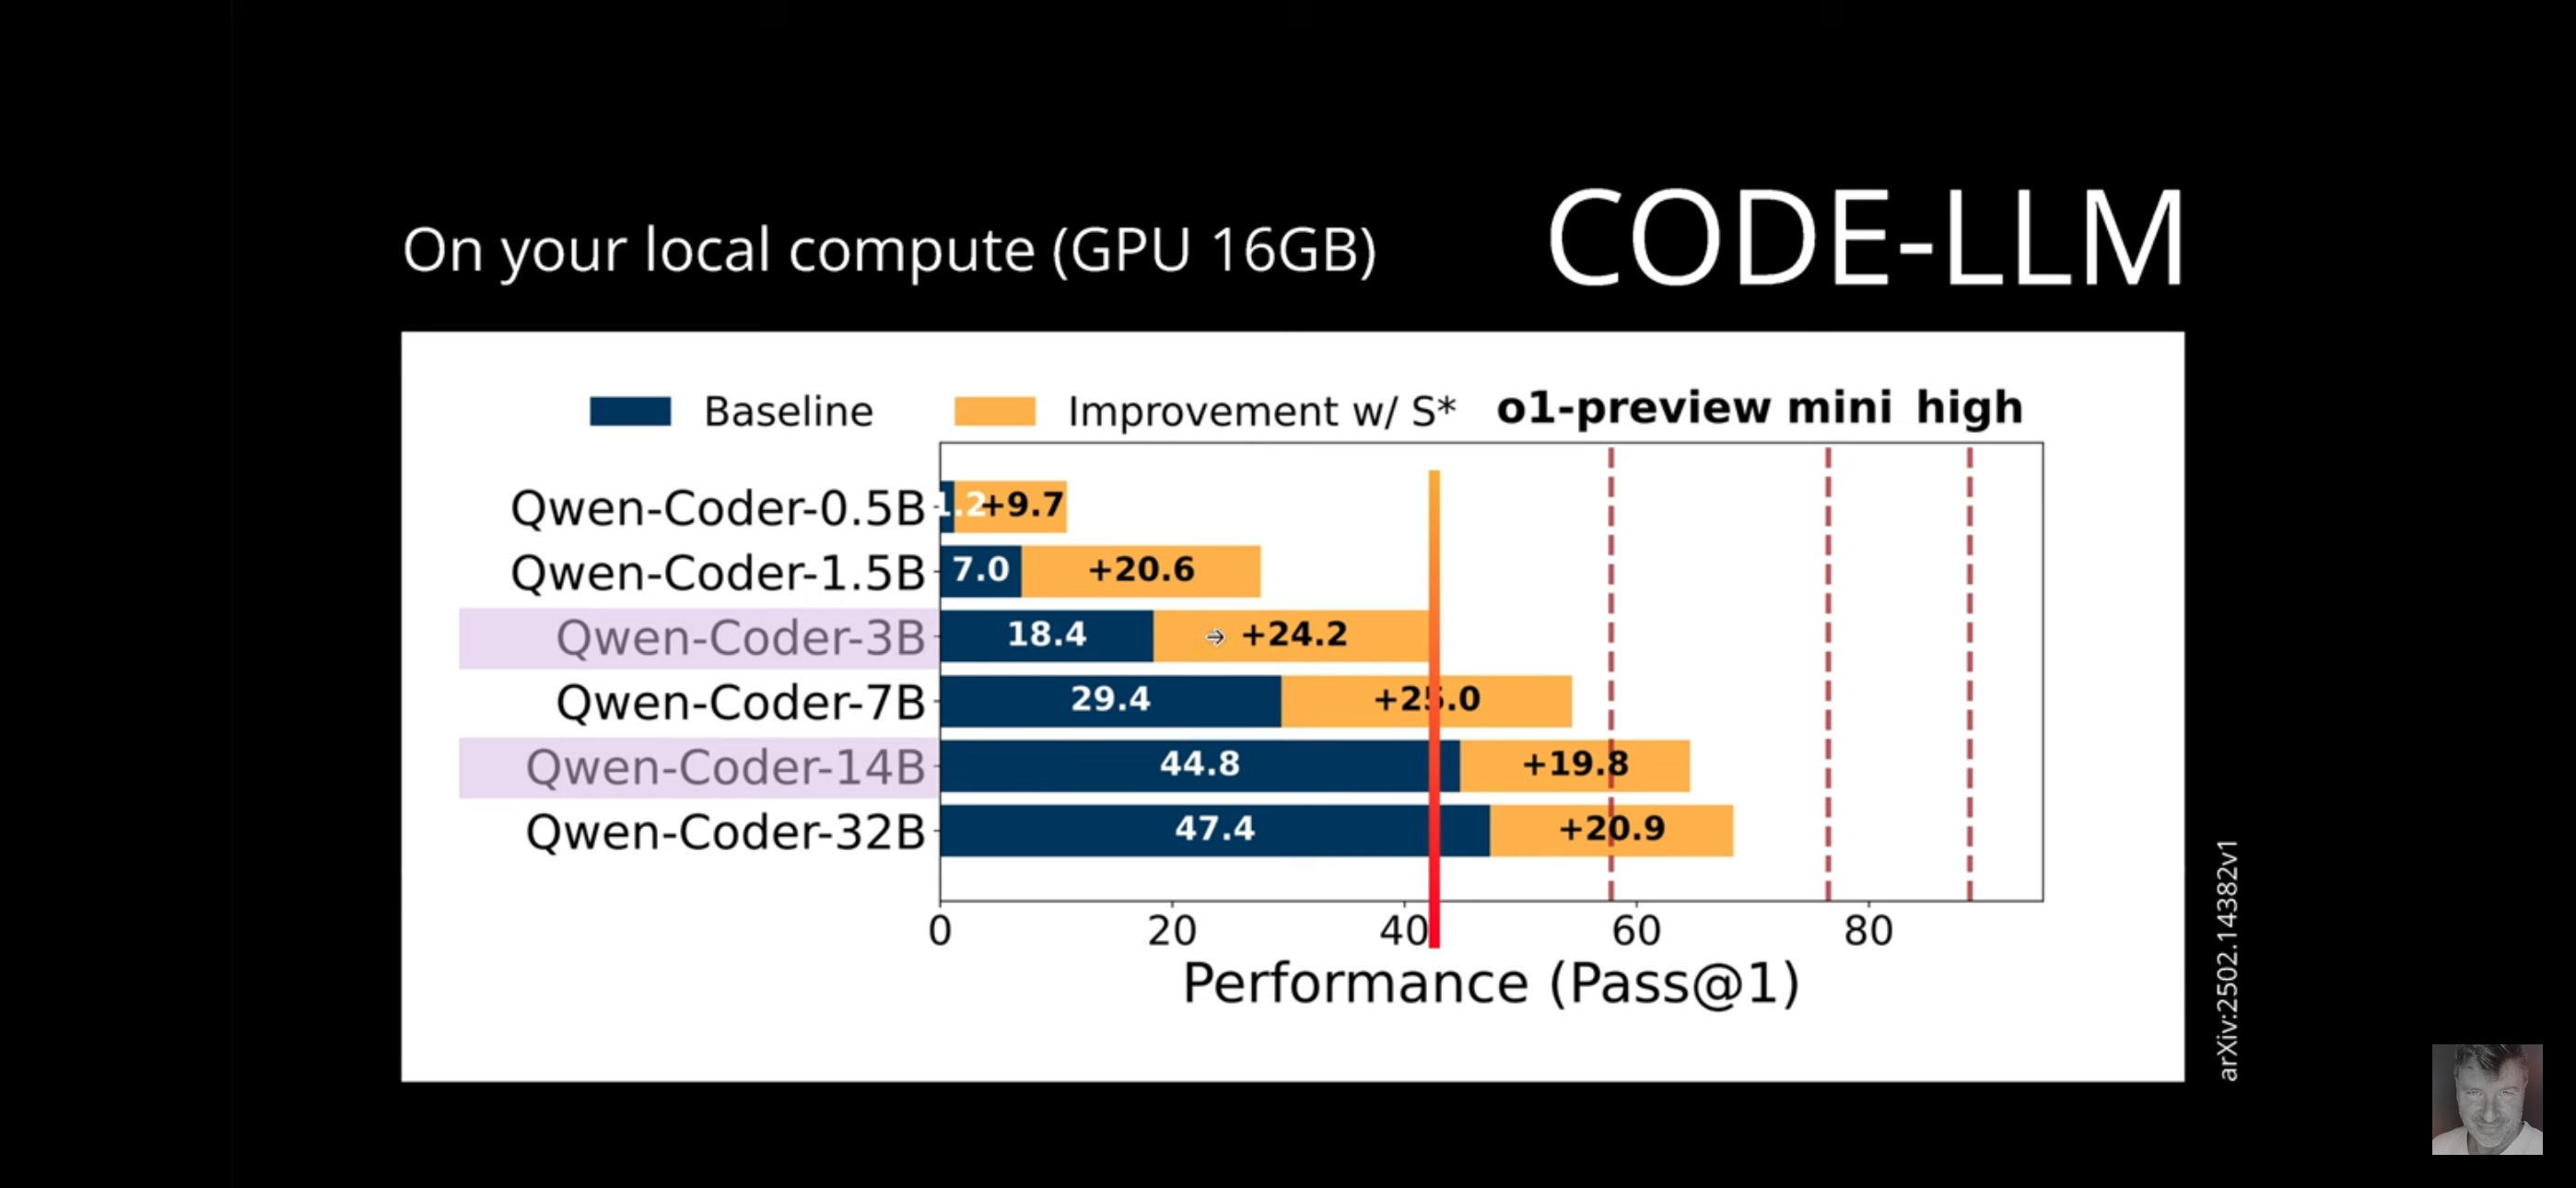 On your local compute (GPU 16GB)
CODE-LLM
Baseline
Improvement w/ S*
o1-preview mini high
Qwen-Coder-0.5B 1.2 +9.7
Qwen-Coder-1.5B 7.0 +20.6
Qwen-Coder-3B 18.4 +24.2
Qwen-Coder-7B 29.4 +25.0
Qwen-Coder-14B 44.8 +19.8
Qwen-Coder-32B 47.4 +20.9
0 20 40 60 80
Performance (Pass@1)
arXiv:2502.14382v1